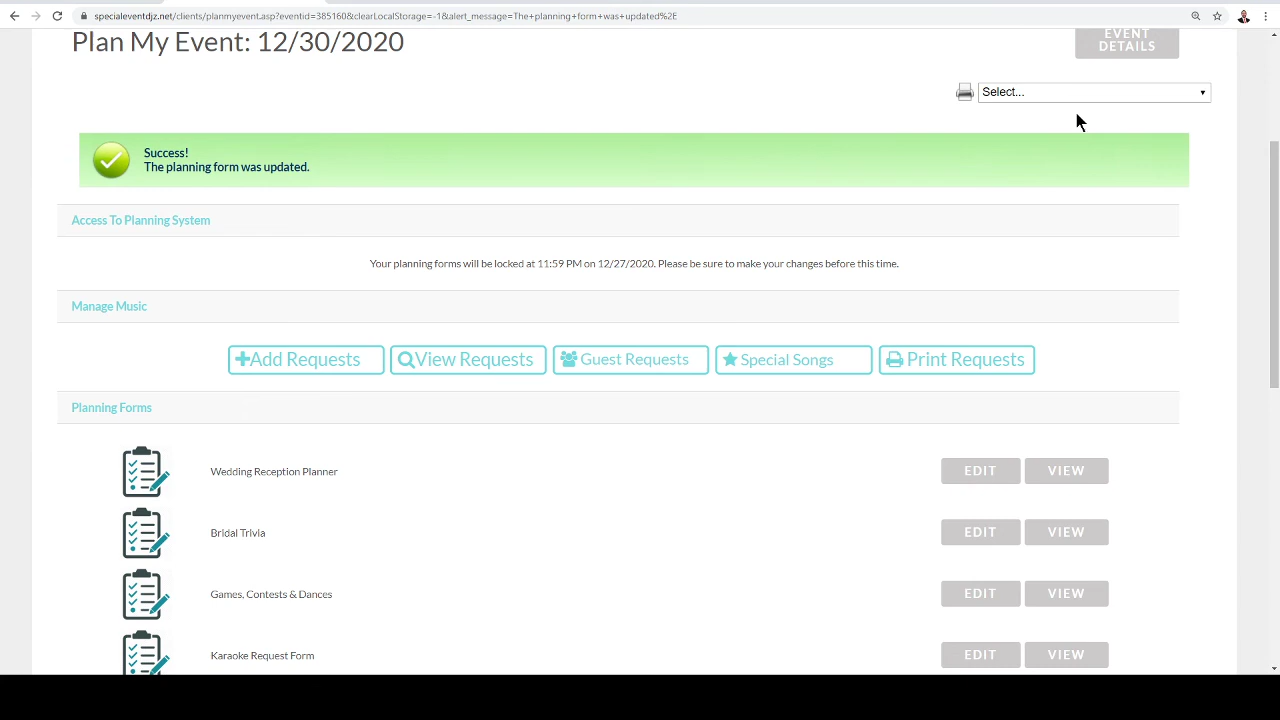 specialeventdjz.net/clients/planmyevent.asp?eventid=385160&clearLocalStorage=-1&alert_message=The+planning+form+was+updated%2E
Plan My Event: 12/30/2020
EVENT
DETAILS
Select...
Success!
The planning form was updated.
Access To Planning System
Your planning forms will be locked at 11:59 PM on 12/27/2020. Please be sure to make your changes before this time.
Manage Music
Add Requests View Requests Guest Requests Special Songs Print Requests
Planning Forms
Wedding Reception Planner EDIT VIEW
Bridal Trivia EDIT VIEW
Games, Contests & Dances EDIT VIEW
Karaoke Request Form EDIT VIEW